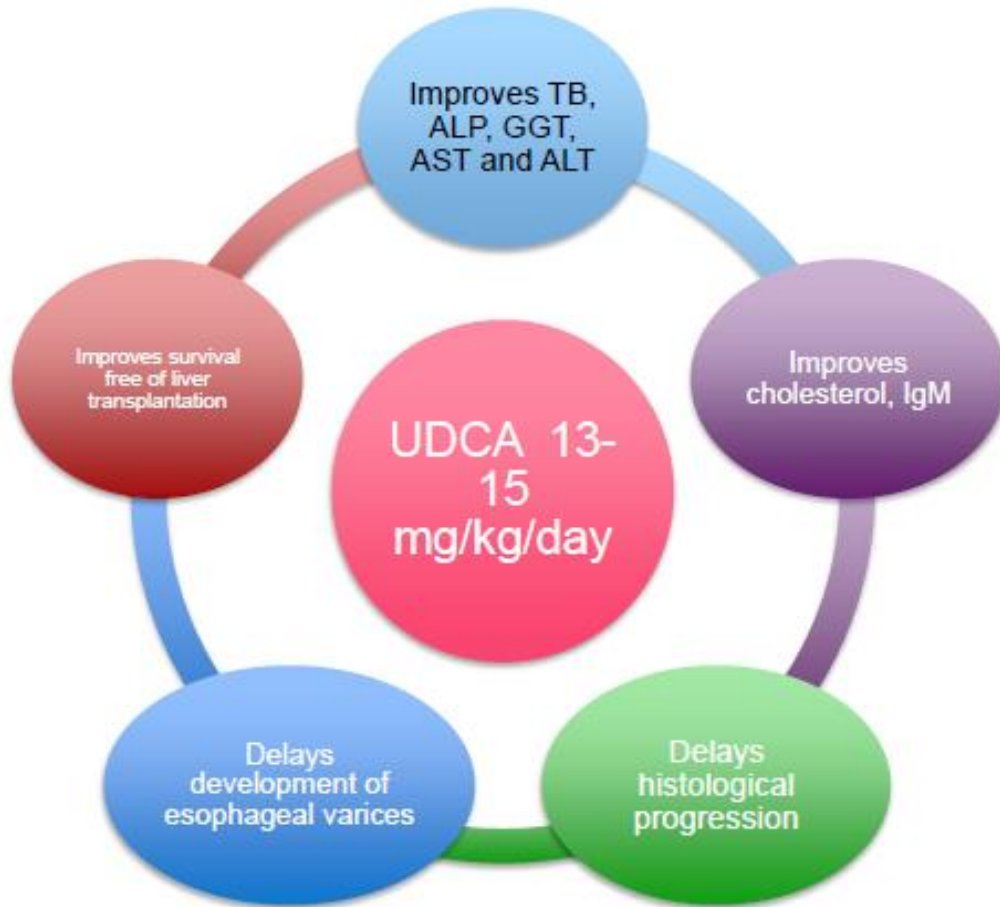 Improves TB,
ALP, GGT,
AST and ALT
Improves
cholesterol, IgM
Delays
histological
progression
Delays
development of
esophageal varices
Improves survival
free of liver
transplantation
UDCA 13-
15
mg/kg/day